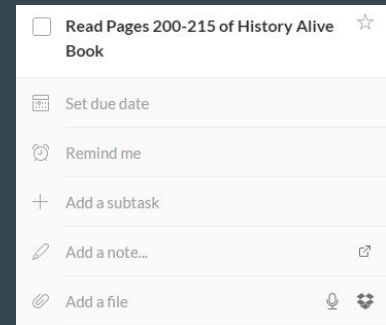 Read Pages 200-215 of History Alive
Book
Set due date
Remind me
Add a subtask
Add a note...
Add a file